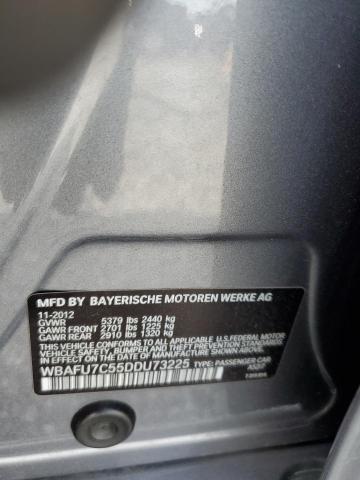 MFD BY BAYERISCHE MOTOREN WERKE AG
11-2012
GVWR 5379 lbs 2440 kg
GAWR FRONT 2701 lbs 1225 kg
GAWR REAR 2910 lbs 1320 kg
THIS VEHICLE CONFORMS TO ALL APPLICABLE U.S. FEDERAL MOTOR
VEHICLE SAFETY, BUMPER, AND THEFT PREVENTION STANDARDS IN
EFFECT ON THE DATE OF MANUFACTURE SHOWN ABOVE.
WBAFU7C55DDU73225 TYPE: PASSENGER-CAR
A52/7